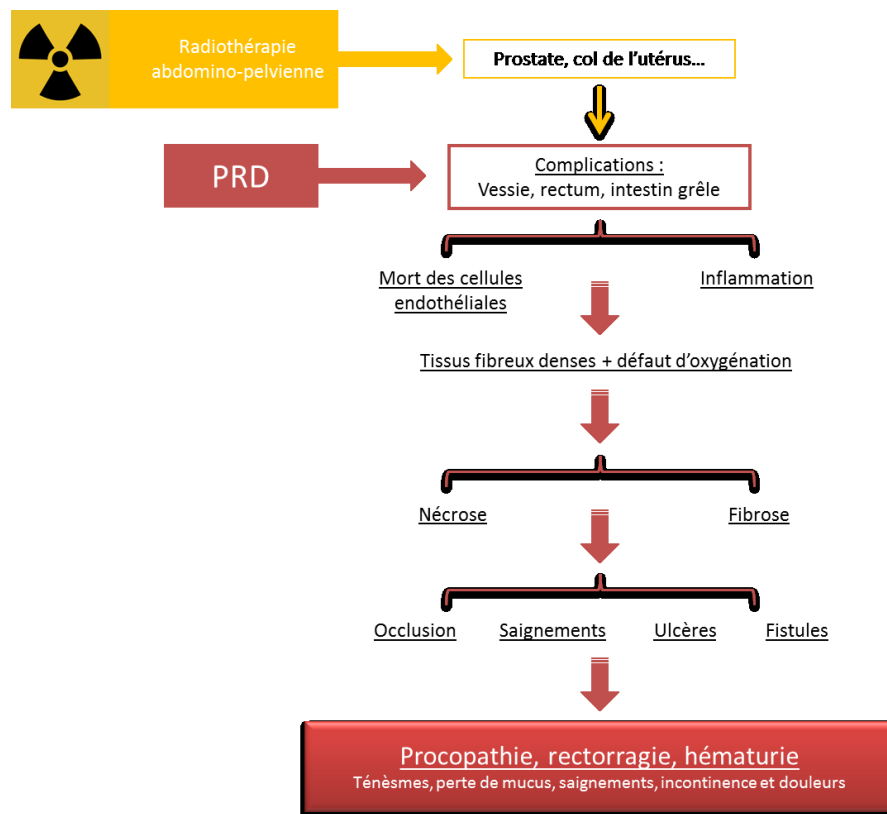 Radiothérapie
abdomino-pelvienne
Prostate, col de l'utérus...
PRD
Complications :
Vessie, rectum, intestin grêle
Mort des cellules
endothéliales
Inflammation
Tissus fibreux denses + défaut d'oxygénation
Nécrose
Fibrose
Occlusion
Saignements
Ulcères
Fistules
Procopathie, rectorragie, hématurie
Ténèsmes, perte de mucus, saignements, incontinence et douleurs